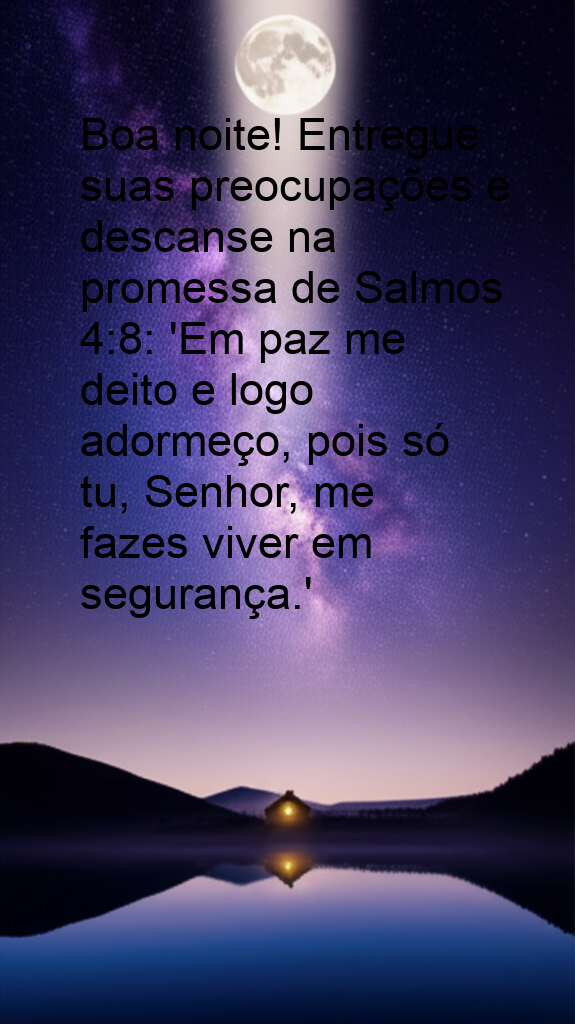 Boa noite! Entregue
suas preocupações e
descanse na
promessa de Salmos
4:8: 'Em paz me
deito e logo
adormeço, pois só
tu, Senhor, me
fazes viver em
segurança.'